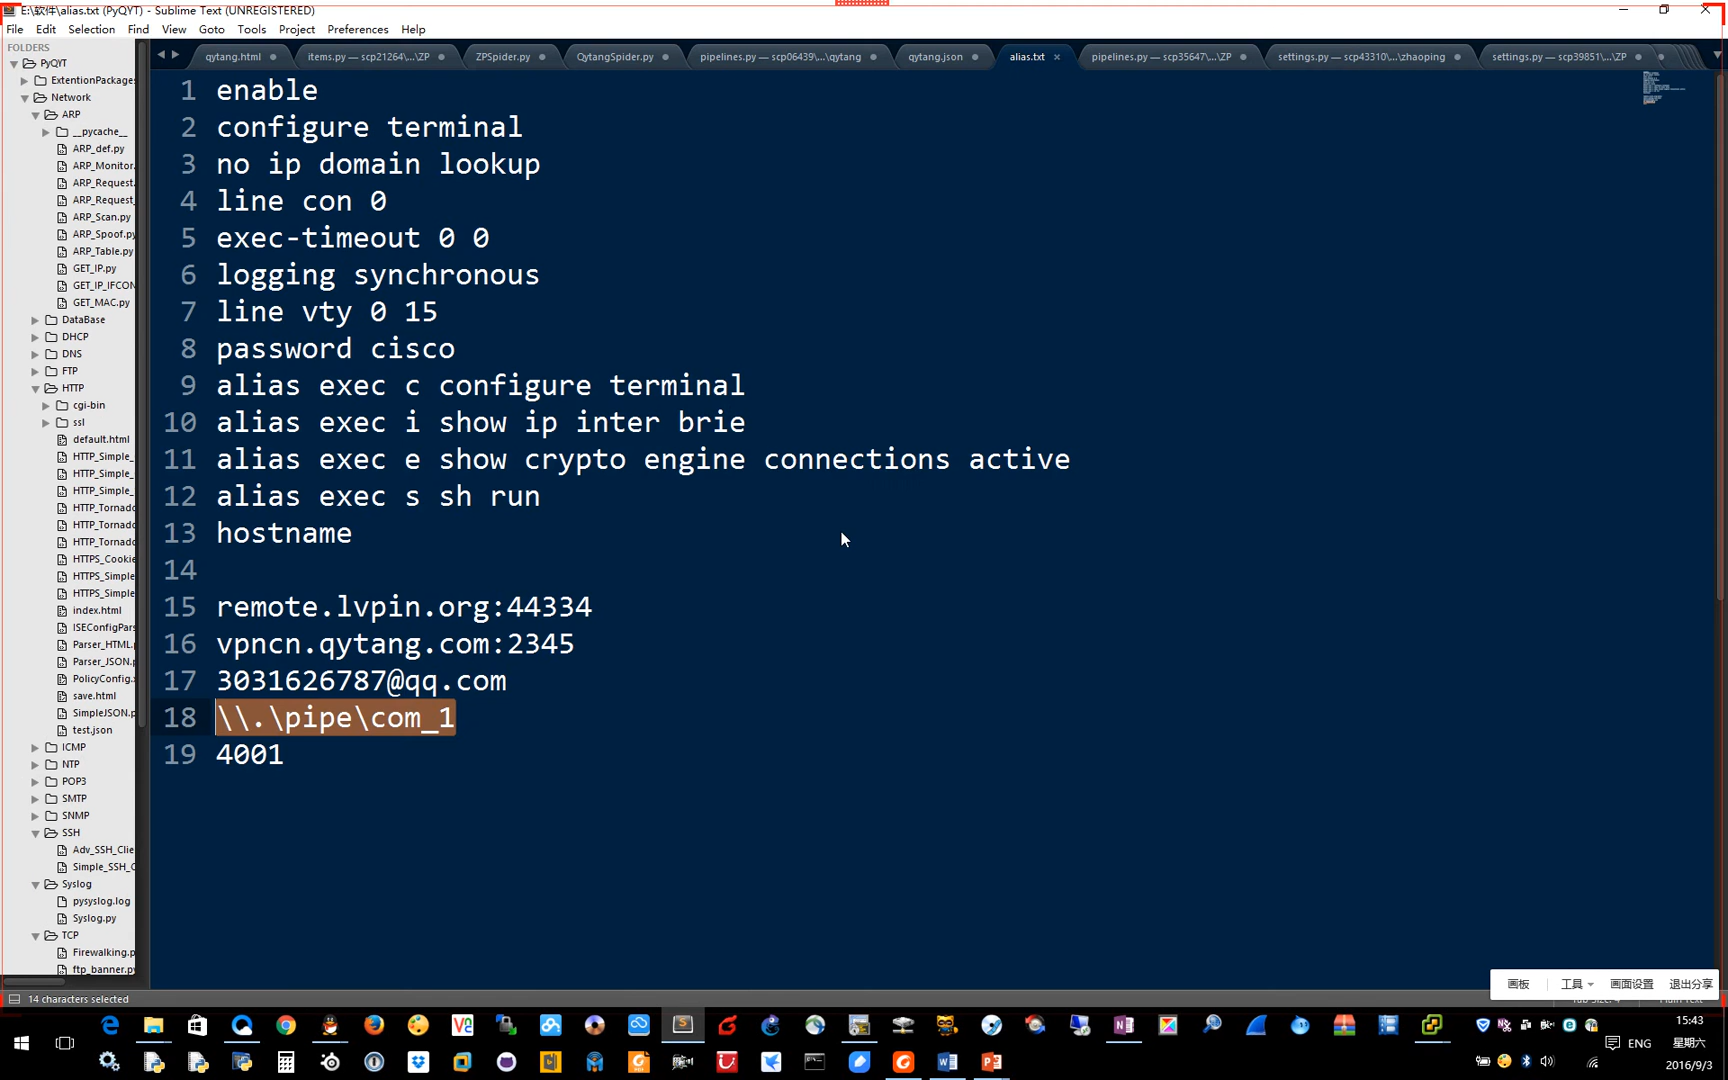 E:\软件\alias.txt (PyQYT) - Sublime Text (UNREGISTERED)
File Edit Selection Find View Goto Tools Project Preferences Help
qytang.html
items.py — scp21264\...\ZP
ZPSpider.py
QytangSpider.py
pipelines.py — scp06439\...\qytang
qytang.json
alias.txt
pipelines.py — scp35647\...\ZP
settings.py — scp43310\...\zhaoping
settings.py — scp39851\...\ZP
FOLDERS
PyQYT
ExtentionPackages
Network
ARP
__pycache__
ARP_def.py
ARP_Monitor.
ARP_Request.
ARP_Request_
ARP_Scan.py
ARP_Spoof.py
ARP_Table.py
GET_IP.py
GET_IP_IFCON
GET_MAC.py
DataBase
DHCP
DNS
FTP
HTTP
cgi-bin
ssl
default.html
HTTP_Simple_
HTTP_Simple_
HTTP_Simple_
HTTP_Tornado
HTTP_Tornado
HTTP_Tornado
HTTPS_Cookie
HTTPS_Simple
HTTPS_Simple
index.html
ISEConfigPars
Parser_HTML.
Parser_JSON.p
PolicyConfig.
save.html
SimpleJSON.p
test.json
ICMP
NTP
POP3
SMTP
SNMP
SSH
Adv_SSH_Clie
Simple_SSH_C
Syslog
pysyslog.log
Syslog.py
TCP
Firewalking.p
ftp_banner.py
1 enable
2 configure terminal
3 no ip domain lookup
4 line con 0
5 exec-timeout 0 0
6 logging synchronous
7 line vty 0 15
8 password cisco
9 alias exec c configure terminal
10 alias exec i show ip inter brie
11 alias exec e show crypto engine connections active
12 alias exec s sh run
13 hostname
14
15 remote.lvpin.org:44334
16 vpncn.qytang.com:2345
17 3031626787@qq.com
18 \\.\pipe\com_1
19 4001
画板 工具 画面设置 退出分享
14 characters selected
15:43
ENG 星期六
2016/9/3